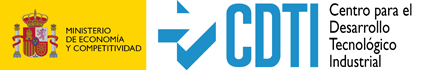 MINISTERIO
DE ECONOMÍA
Y COMPETITIVIDAD
CDTI
Centro para el
Desarrollo
Tecnológico
Industrial